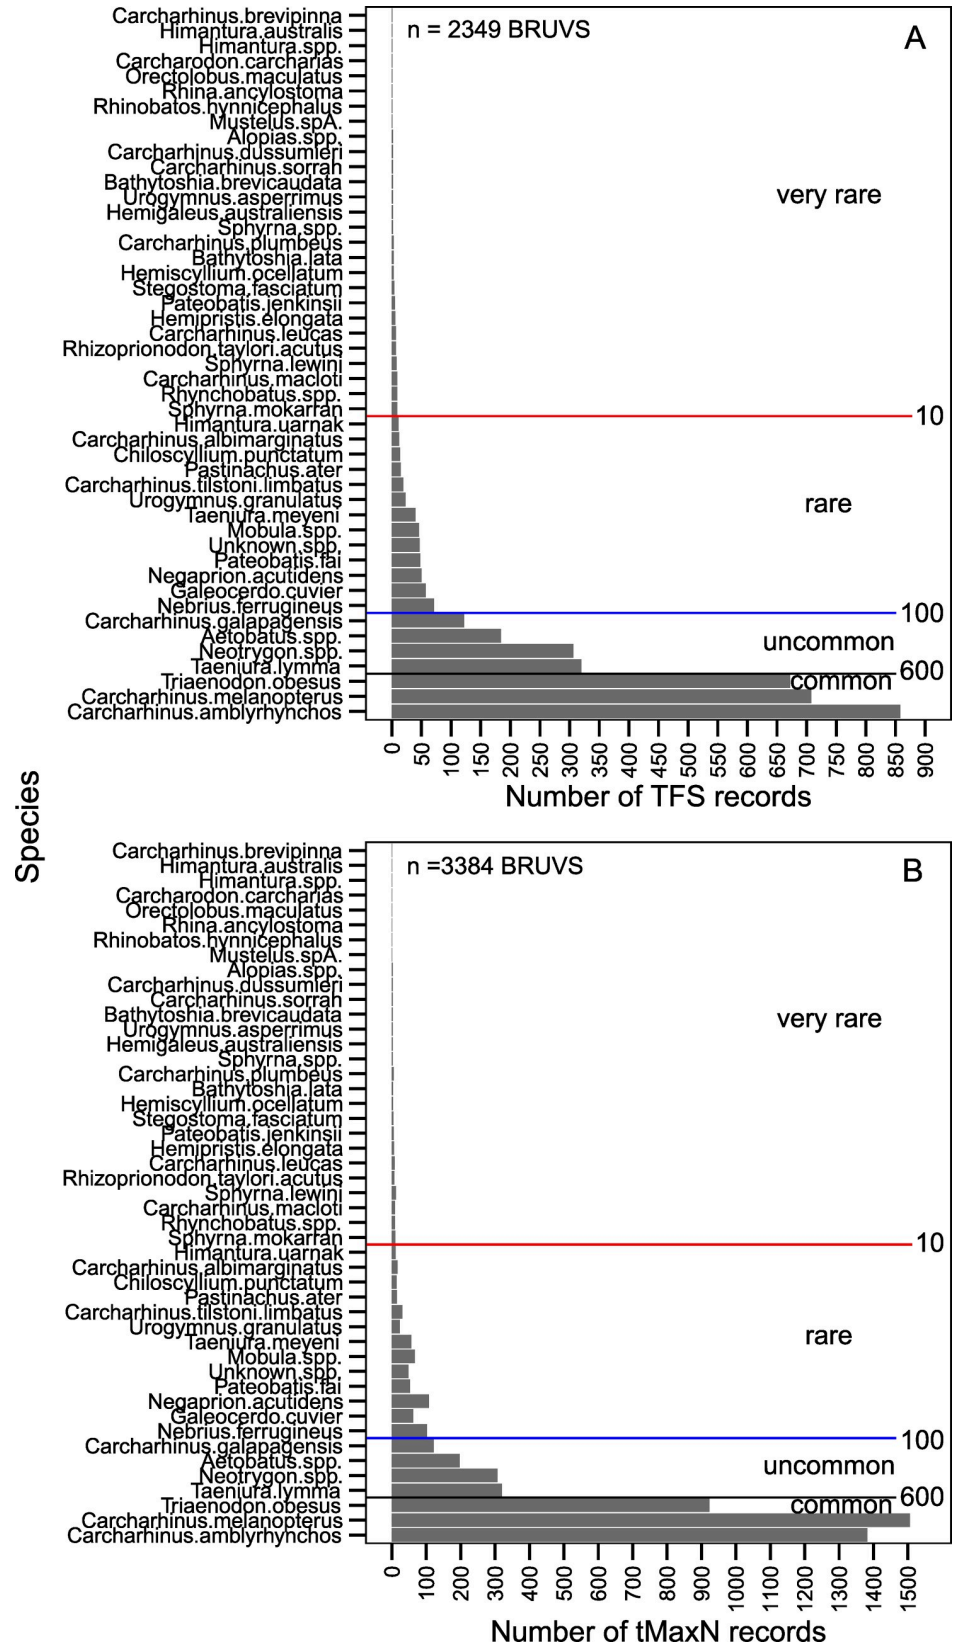 Species
n = 2349 BRUVS
A
Carcharhinus.brevipinna
Himantura.australis
Himantura.spp.
Carcharodon.carcharias
Orectolobus.maculatus
Rhina.ancylostoma
Rhinobatos.hynnicephalus
Mustelus.spA.
Alopias.spp.
Carcharhinus.dussumieri
Carcharhinus.sorrah
Bathytoshia.brevicaudata
Urogymnus.asperrimus
Hemigaleus.australiensis
Sphyrna.spp.
Carcharhinus.plumbeus
Bathytoshia.lata
Hemiscyllium.ocellatum
Stegostoma.fasciatum
Pateobatis.jenkinsii
Hemipristis.elongata
Carcharhinus.leucas
Rhizoprionodon.taylori.acutus
Sphyrna.lewini
Carcharhinus.macloti
Rhynchobatus.spp.
Sphyrna.mokarran
Himantura.uarnak
Carcharhinus.albimarginatus
Chiloscyllium.punctatum
Pastinachus.ater
Carcharhinus.tilstoni.limbatus
Urogymnus.granulatus
Taeniura.meyeni
Mobula.spp.
Unknown.spp.
Pateobatis.fai
Negaprion.acutidens
Galeocerdo.cuvier
Nebrius.ferrugineus
Carcharhinus.galapagensis
Aetobatus.spp.
Neotrygon.spp.
Taeniura.lymma
Triaenodon.obesus
Carcharhinus.melanopterus
Carcharhinus.amblyrhynchos
very rare
10
rare
100
uncommon
600
common
0 50 100 150 200 250 300 350 400 450 500 550 600 650 700 750 800 850 900
Number of TFS records
n =3384 BRUVS
B
Carcharhinus.brevipinna
Himantura.australis
Himantura.spp.
Carcharodon.carcharias
Orectolobus.maculatus
Rhina.ancylostoma
Rhinobatos.hynnicephalus
Mustelus.spA.
Alopias.spp.
Carcharhinus.dussumieri
Carcharhinus.sorrah
Bathytoshia.brevicaudata
Urogymnus.asperrimus
Hemigaleus.australiensis
Sphyrna.spp.
Carcharhinus.plumbeus
Bathytoshia.lata
Hemiscyllium.ocellatum
Stegostoma.fasciatum
Pateobatis.jenkinsii
Hemipristis.elongata
Carcharhinus.leucas
Rhizoprionodon.taylori.acutus
Sphyrna.lewini
Carcharhinus.macloti
Rhynchobatus.spp.
Sphyrna.mokarran
Himantura.uarnak
Carcharhinus.albimarginatus
Chiloscyllium.punctatum
Pastinachus.ater
Carcharhinus.tilstoni.limbatus
Urogymnus.granulatus
Taeniura.meyeni
Mobula.spp.
Unknown.spp.
Pateobatis.fai
Negaprion.acutidens
Galeocerdo.cuvier
Nebrius.ferrugineus
Carcharhinus.galapagensis
Aetobatus.spp.
Neotrygon.spp.
Taeniura.lymma
Triaenodon.obesus
Carcharhinus.melanopterus
Carcharhinus.amblyrhynchos
very rare
10
rare
100
uncommon
600
common
0 100 200 300 400 500 600 700 800 900 1000 1100 1200 1300 1400 1500
Number of tMaxN records